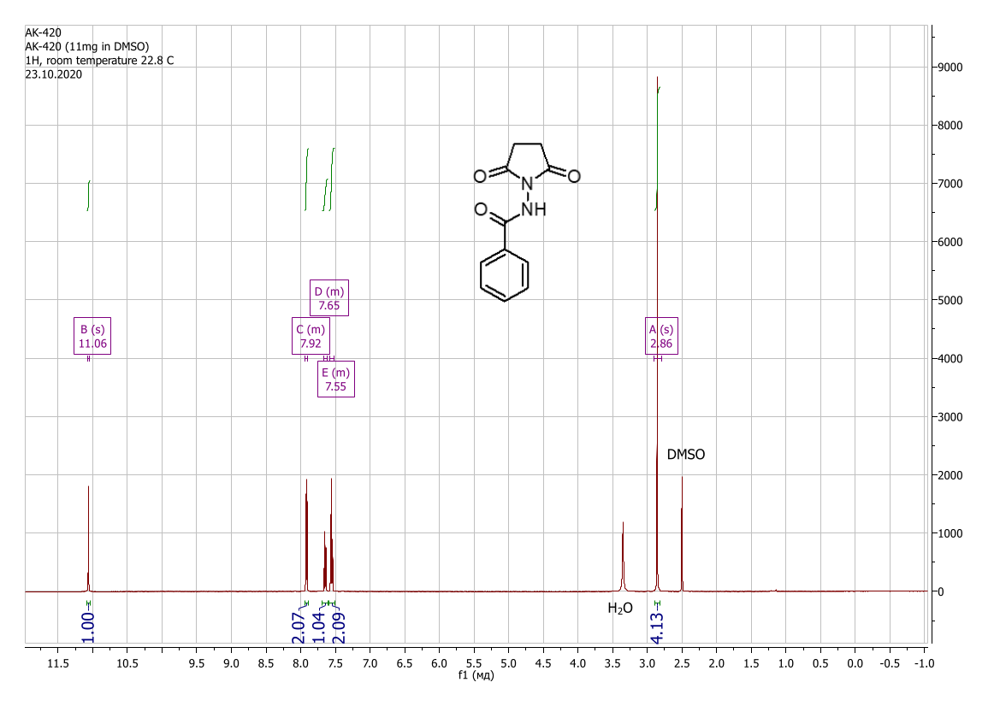 AK-420
AK-420 (11mg in DMSO)
1H, room temperature 22.8 C
23.10.2020
9000
8000
7000
6000
5000
4000
3000
2000
1000
0
O
N
O
O
NH
D (m)
7.65
B (s)
11.06
C (m)
7.92
A (s)
2.86
E (m)
7.55
DMSO
H₂O
1.00
2.07
1.04
2.09
4.13
11.5 10.5 9.5 9.0 8.5 8.0 7.5 7.0 6.5 6.0 5.5 5.0 4.5 4.0 3.5 3.0 2.5 2.0 1.5 1.0 0.5 0.0 -0.5 -1.0
f1 (мд)